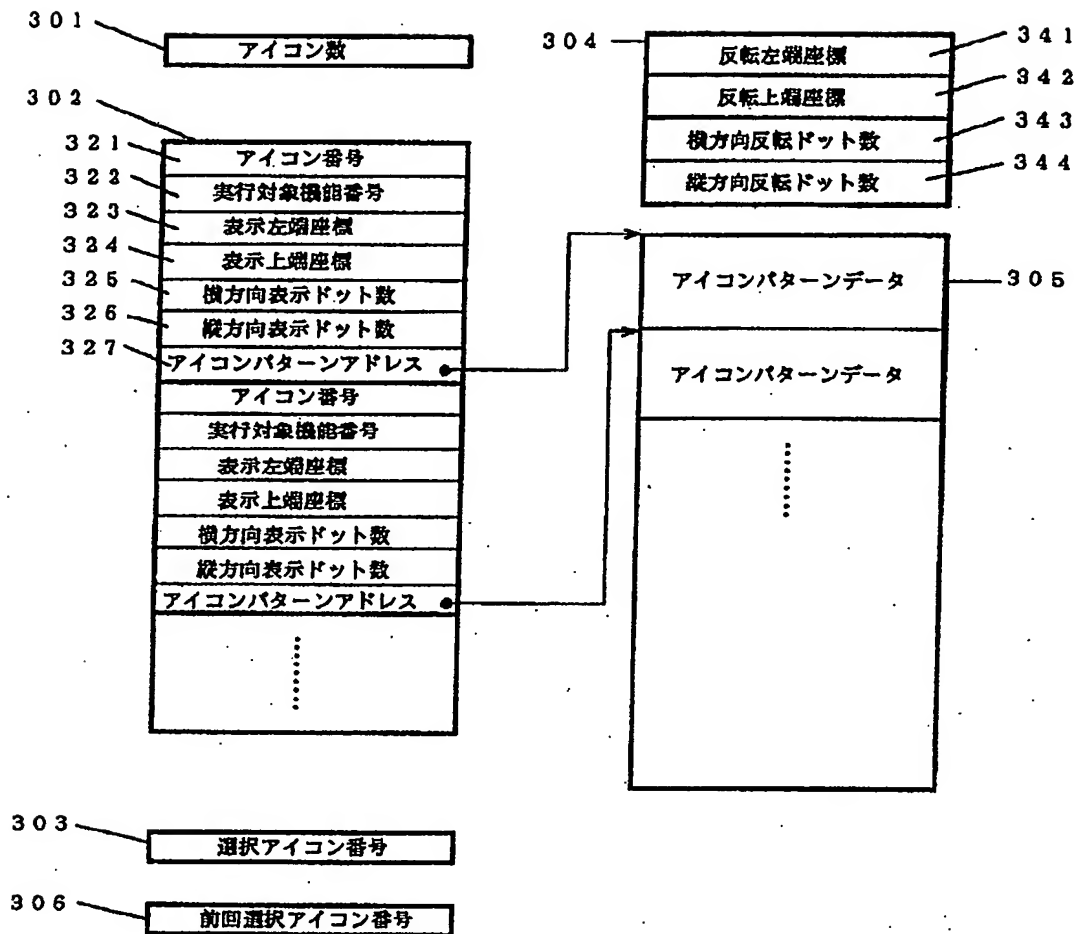 301
アイコン数
302
321
アイコン番号
322
実行対象機能番号
323
表示左端座標
324
表示上端座標
325
横方向表示ドット数
326
縦方向表示ドット数
327
アイコンパターンアドレス
アイコン番号
実行対象機能番号
表示左端座標
表示上端座標
横方向表示ドット数
縦方向表示ドット数
アイコンパターンアドレス
303
選択アイコン番号
306
前回選択アイコン番号
304
341
反転左端座標
342
反転上端座標
343
横方向反転ドット数
344
縦方向反転ドット数
アイコンパターンデータ
305
アイコンパターンデータ